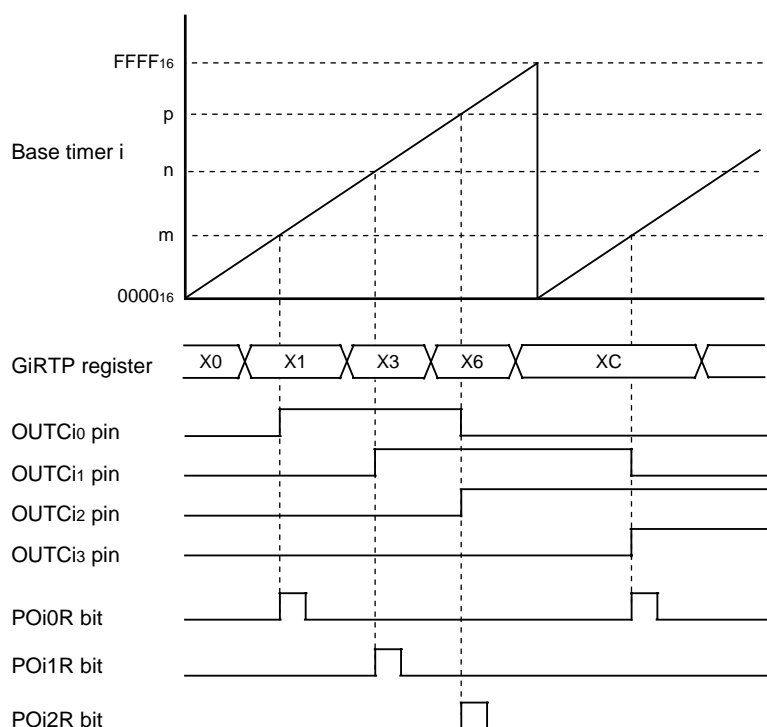 FFFF16
p
Base timer i
n
m
000016
GiRTP register X0 X1 X3 X6 XC
OUTCi0 pin
OUTCi1 pin
OUTCi2 pin
OUTCi3 pin
POi0R bit
POi1R bit
POi2R bit